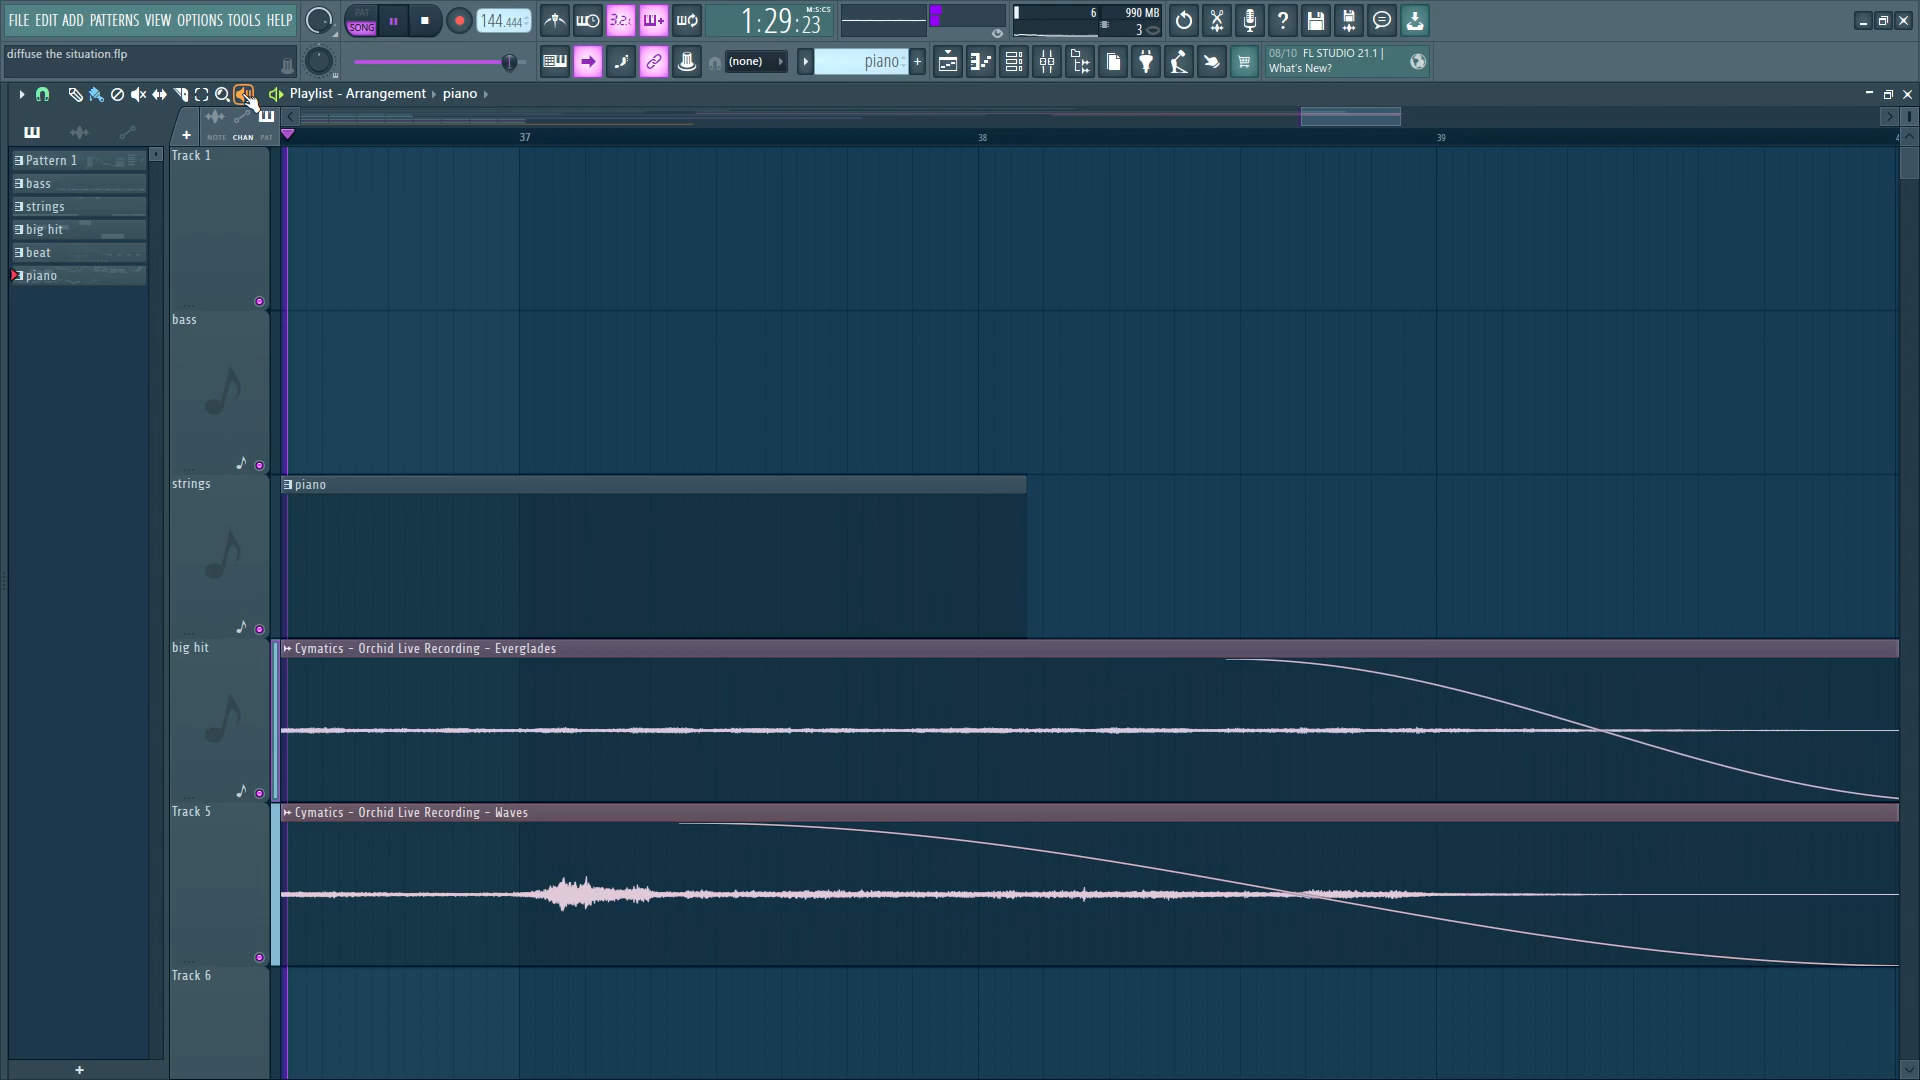 FILE EDIT ADD PATTERNS VIEW OPTIONS TOOLS HELP
PAT
SONG
144.444
3.2.
1:29:23
M:S:CS
6
990 MB
3
diffuse the situation.flp
(none)
piano
+
08/10 FL STUDIO 21.1 |
What's New?
Playlist - Arrangement
piano
NOTE CHAN PAT
37
38
39
4
Pattern 1
bass
strings
big hit
beat
piano
+
Track 1
bass
strings
piano
big hit
Cymatics - Orchid Live Recording - Everglades
Track 5
Cymatics - Orchid Live Recording - Waves
Track 6